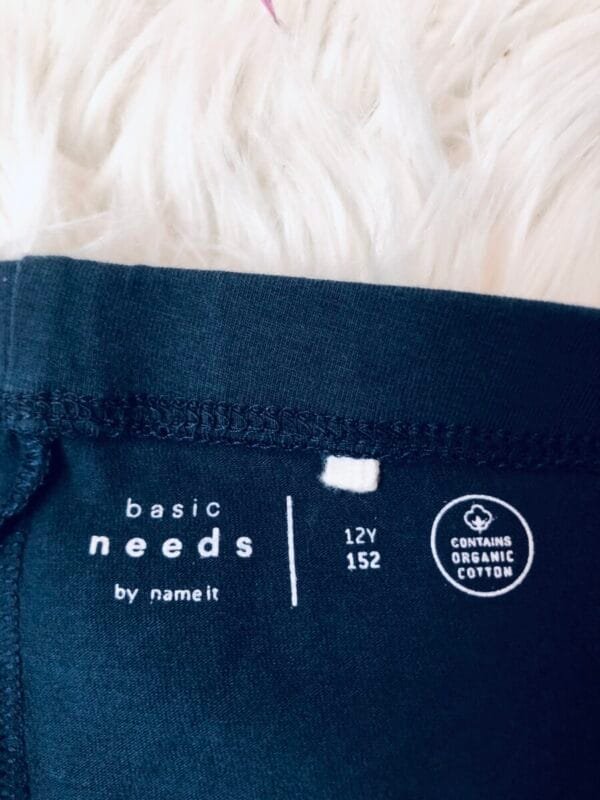 basic
needs
by name it
12Y
152
CONTAINS
ORGANIC
COTTON